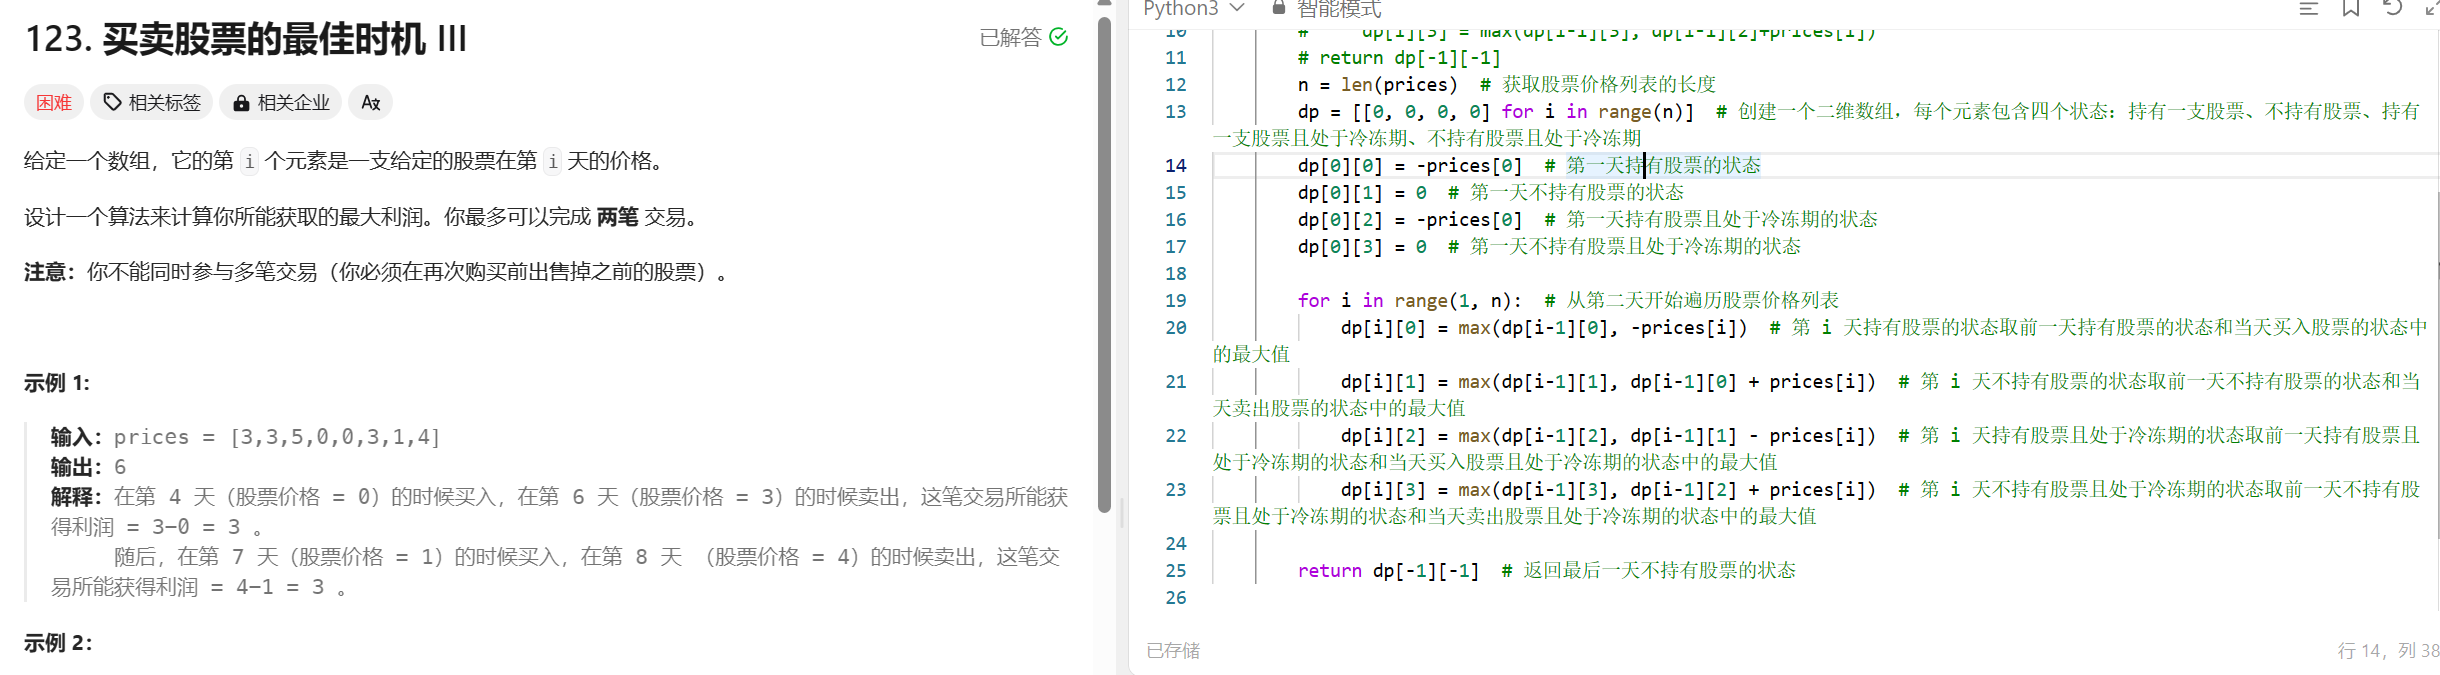 123. 买卖股票的最佳时机 III
已解答
困难
相关标签
相关企业
给定一个数组，它的第 i 个元素是一支给定的股票在第 i 天的价格。
设计一个算法来计算你所能获取的最大利润。你最多可以完成 两笔 交易。
注意：你不能同时参与多笔交易（你必须在再次购买前出售掉之前的股票）。
示例 1:
输入：prices = [3,3,5,0,0,3,1,4]
输出：6
解释：在第 4 天（股票价格 = 0）的时候买入，在第 6 天（股票价格 = 3）的时候卖出，这笔交易所能获
得利润 = 3-0 = 3 。
随后，在第 7 天（股票价格 = 1）的时候买入，在第 8 天 （股票价格 = 4）的时候卖出，这笔交
易所能获得利润 = 4-1 = 3 。
示例 2：
Python3
智能模式
10 # dp[i][3] = max(dp[i-1][3], dp[i-1][2]+prices[i])
11 # return dp[-1][-1]
12 n = len(prices) # 获取股票价格列表的长度
13 dp = [[0, 0, 0, 0] for i in range(n)] # 创建一个二维数组，每个元素包含四个状态：持有一支股票、不持有股票、持有
一支股票且处于冷冻期、不持有股票且处于冷冻期
14 dp[0][0] = -prices[0] # 第一天持有股票的状态
15 dp[0][1] = 0 # 第一天不持有股票的状态
16 dp[0][2] = -prices[0] # 第一天持有股票且处于冷冻期的状态
17 dp[0][3] = 0 # 第一天不持有股票且处于冷冻期的状态
18
19 for i in range(1, n): # 从第二天开始遍历股票价格列表
20 dp[i][0] = max(dp[i-1][0], -prices[i]) # 第 i 天持有股票的状态取前一天持有股票的状态和当天买入股票的状态中
的最大值
21 dp[i][1] = max(dp[i-1][1], dp[i-1][0] + prices[i]) # 第 i 天不持有股票的状态取前一天不持有股票的状态和当
天卖出股票的状态中的最大值
22 dp[i][2] = max(dp[i-1][2], dp[i-1][1] - prices[i]) # 第 i 天持有股票且处于冷冻期的状态取前一天持有股票且
处于冷冻期的状态和当天买入股票且处于冷冻期的状态中的最大值
23 dp[i][3] = max(dp[i-1][3], dp[i-1][2] + prices[i]) # 第 i 天不持有股票且处于冷冻期的状态取前一天不持有股
票且处于冷冻期的状态和当天卖出股票且处于冷冻期的状态中的最大值
24
25 return dp[-1][-1] # 返回最后一天不持有股票的状态
26
已存储
行 14，列 38